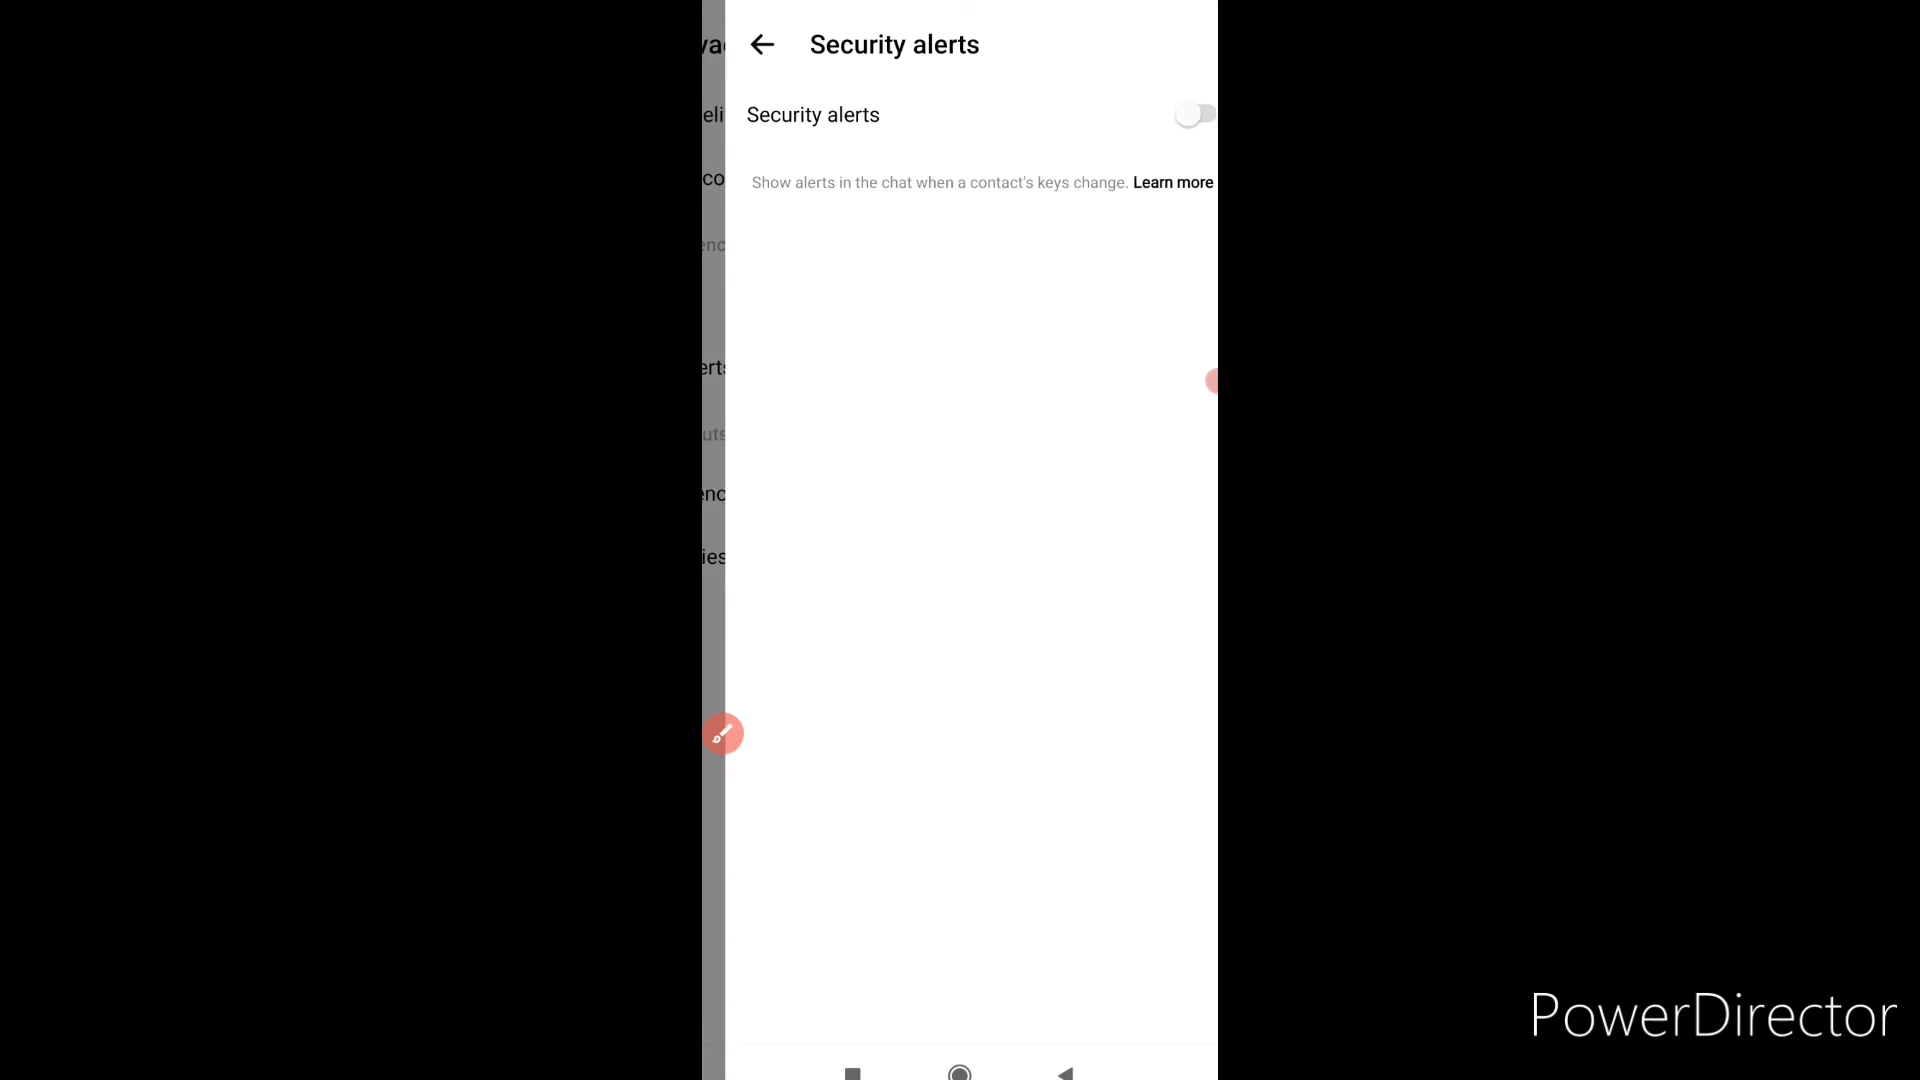 Security alerts
Security alerts
Show alerts in the chat when a contact's keys change. Learn more
PowerDirector